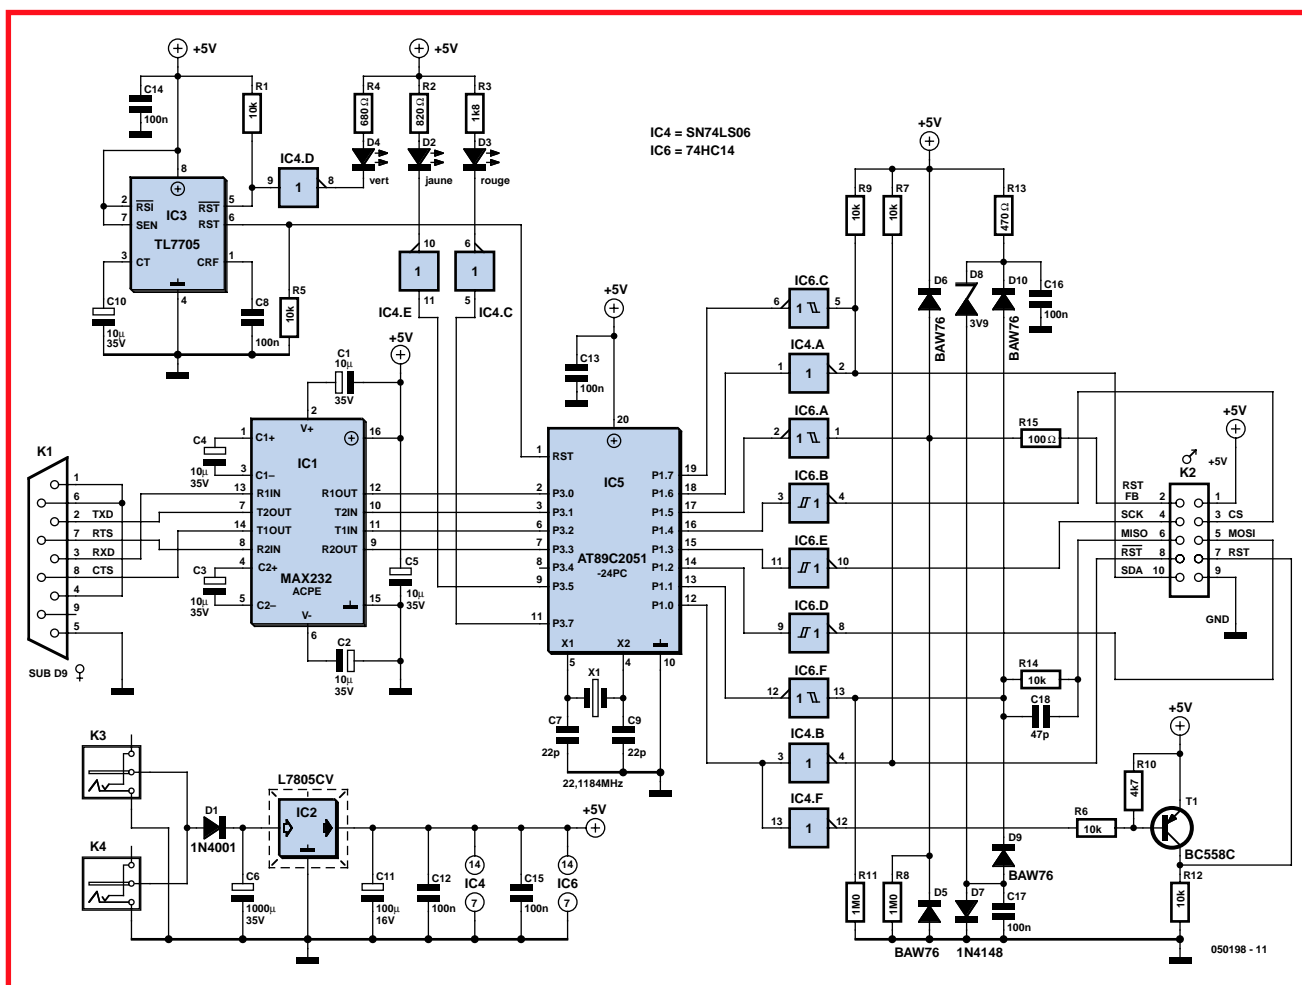 +5V
+5V
C14
100n
R1
10k
R4
680Ω
R2
820Ω
R3
1k8
D4
vert
D2
jaune
D3
rouge
IC4.D
9 1 8
IC4 = SN74LS06
IC6 = 74HC14
8
2 RSI RST 5
7 SEN RST 6
IC3
TL7705
3 CT CRF 1
4
C10
10µ
35V
C8
100n
R5
10k
10
1
11
IC4.E
6
1
5
IC4.C
+5V
C1
10µ
35V
2
V+
1 C1+ 16
IC1
3 C1–
13 R1IN R1OUT 12
7 T2OUT T2IN 10
14 T1OUT T1IN 11
8 R2IN R2OUT 9
4 C2+
MAX232
ACPE
5 C2– 15
V-
6
C4
10µ
35V
C3
10µ
35V
C5
10µ
35V
C2
10µ
35V
K1
1
6
2 TXD
7 RTS
3 RXD
8 CTS
4
9
5
SUB D9
+5V
C13
100n
20
1 RST
IC5
P1.7 19
2 P3.0 P1.6 18
3 P3.1 P1.5 17
6 P3.2 P1.4 16
7 P3.3 P1.3 15
AT89C2051
-24PC
8 P3.4 P1.2 14
9 P3.5 P1.1 13
P1.0 12
11 P3.7
X1 X2
5 4 10
X1
C7
22p
C9
22p
22,1184MHz
+5V
R9
10k
R7
10k
R13
470Ω
IC6.C
6 1 5
IC4.A
1 1 2
IC6.A
2 1 1
IC6.B
3 1 4
IC6.E
11 1 10
IC6.D
9 1 8
IC6.F
12 1 13
IC4.B
3 1 4
IC4.F
13 1 12
D6
BAW76
D8
3V9
D10
BAW76
C16
100n
R15
100Ω
+5V
K2
+5V
RST
FB 2 1
SCK 4 3 CS
MISO 6 5 MOSI
RST 8 7 RST
SDA 10 9
GND
R14
10k
C18
47p
+5V
R10
4k7
T1
R6
10k
BC558C
D9
BAW76
R12
10k
R11
1M0
R8
1M0
D5
BAW76
D7
1N4148
C17
100n
K3
K4
D1
1N4001
L7805CV
IC2
+5V
C6
1000µ
35V
C11
100µ
16V
C12
100n
14
IC4
7
C15
100n
14
IC6
7
050198 - 11